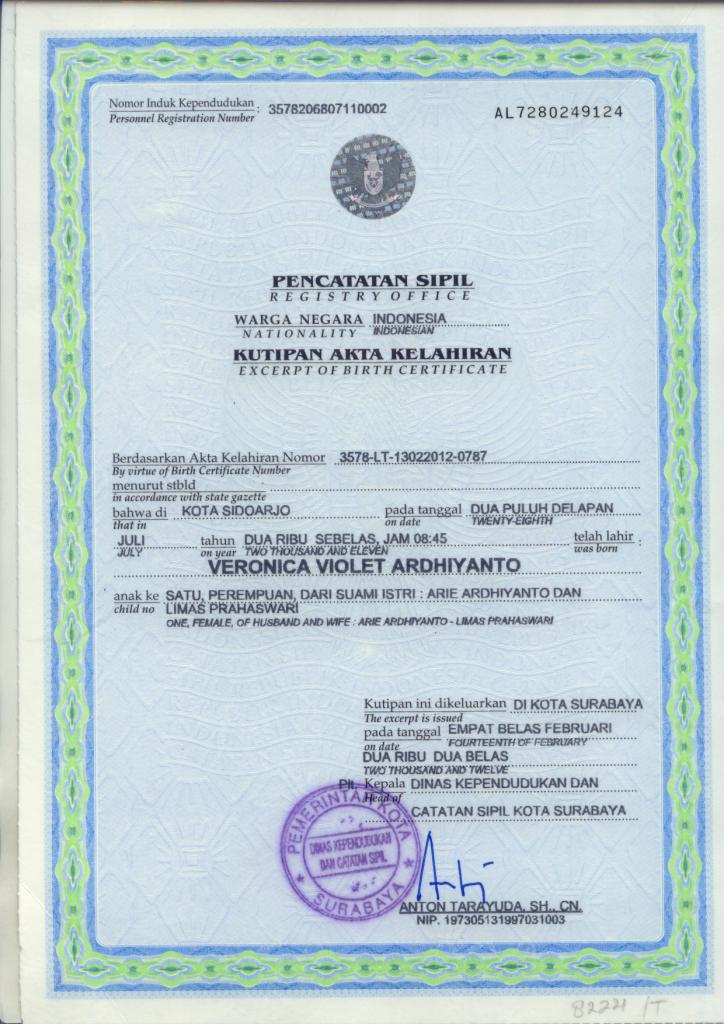 Nomor Induk Kependudukan : 3578206807110002
Personnel Registration Number
AL7280249124
PENCATATAN SIPIL
REGISTRY OFFICE
WARGA NEGARA INDONESIA
NATIONALITY INDONESIAN
KUTIPAN AKTA KELAHIRAN
EXCERPT OF BIRTH CERTIFICATE
Berdasarkan Akta Kelahiran Nomor 3578-LT-13022012-0787
By virtue of Birth Certificate Number
menurut stbld
in accordance with state gazette
bahwa di KOTA SIDOARJO pada tanggal DUA PULUH DELAPAN
that in on date TWENTY-EIGHTH
JULI tahun DUA RIBU SEBELAS, JAM 08:45 telah lahir :
JULY on year TWO THOUSAND AND ELEVEN was born
VERONICA VIOLET ARDHIYANTO
anak ke SATU, PEREMPUAN, DARI SUAMI ISTRI : ARIE ARDHIYANTO DAN
child no LIMAS PRAHASWARI
ONE, FEMALE, OF HUSBAND AND WIFE : ARIE ARDHIYANTO - LIMAS PRAHASWARI
Kutipan ini dikeluarkan DI KOTA SURABAYA
The excerpt is issued
pada tanggal EMPAT BELAS FEBRUARI
on date FOURTEENTH OF FEBRUARY
DUA RIBU DUA BELAS
TWO THOUSAND AND TWELVE
Plt. Kepala DINAS KEPENDUDUKAN DAN
Head of
CATATAN SIPIL KOTA SURABAYA
PEMERINTAH KOTA
DINAS KEPENDUDUKAN
DAN CATATAN SIPIL
SURABAYA
ANTON TARAYUDA, SH., CN.
NIP. 197305131997031003
82221 /T